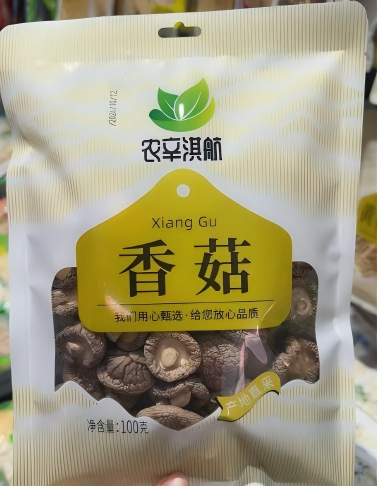 农辛淇航
Xiang Gu
香菇
我们用心甄选·给您放心品质
产地直采
净含量:100克